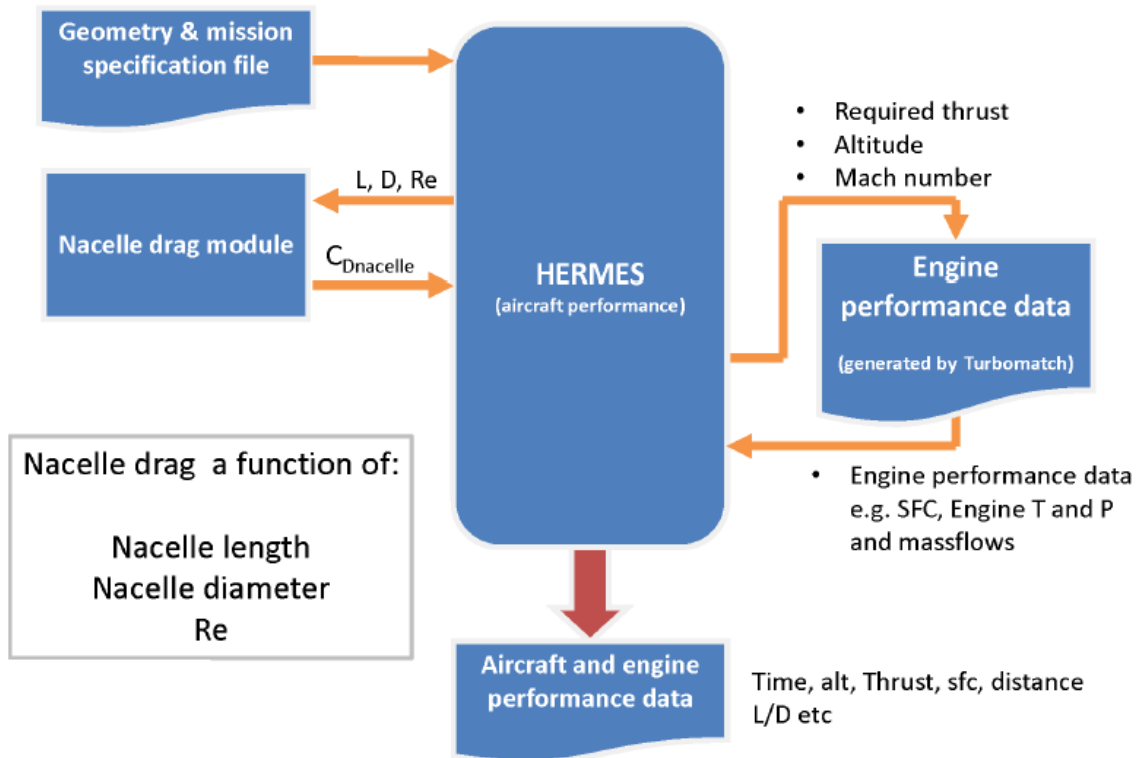 Geometry & mission
specification file
Nacelle drag module
L, D, Re
C_Dnacelle
HERMES
(aircraft performance)
• Required thrust
• Altitude
• Mach number
Engine
performance data
(generated by Turbomatch)
• Engine performance data
e.g. SFC, Engine T and P
and massflows
Nacelle drag a function of:
Nacelle length
Nacelle diameter
Re
Aircraft and engine
performance data
Time, alt, Thrust, sfc, distance
L/D etc